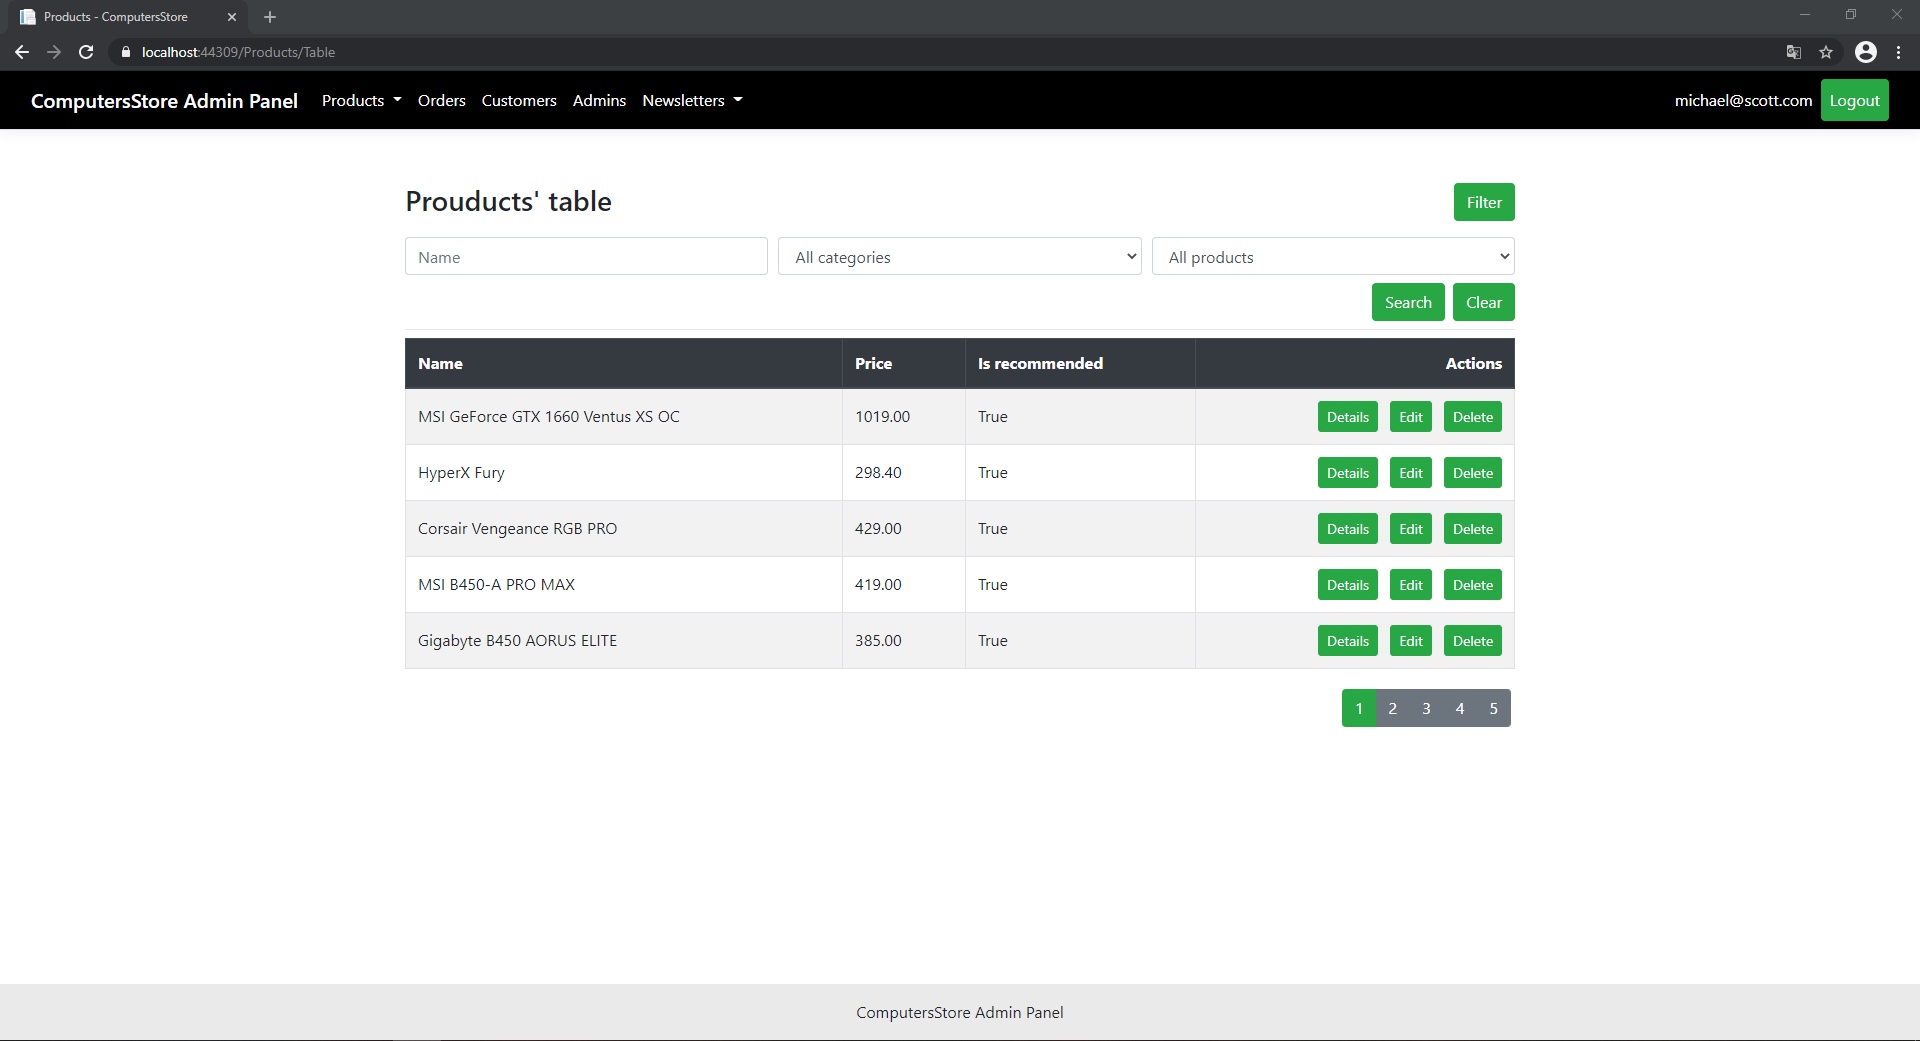 Products - ComputersStore
localhost:44309/Products/Table
ComputersStore Admin Panel Products Orders Customers Admins Newsletters michael@scott.com Logout
Prouducts' table Filter
Name All categories All products
Search Clear
Name Price Is recommended Actions
MSI GeForce GTX 1660 Ventus XS OC 1019.00 True Details Edit Delete
HyperX Fury 298.40 True Details Edit Delete
Corsair Vengeance RGB PRO 429.00 True Details Edit Delete
MSI B450-A PRO MAX 419.00 True Details Edit Delete
Gigabyte B450 AORUS ELITE 385.00 True Details Edit Delete
1 2 3 4 5
ComputersStore Admin Panel